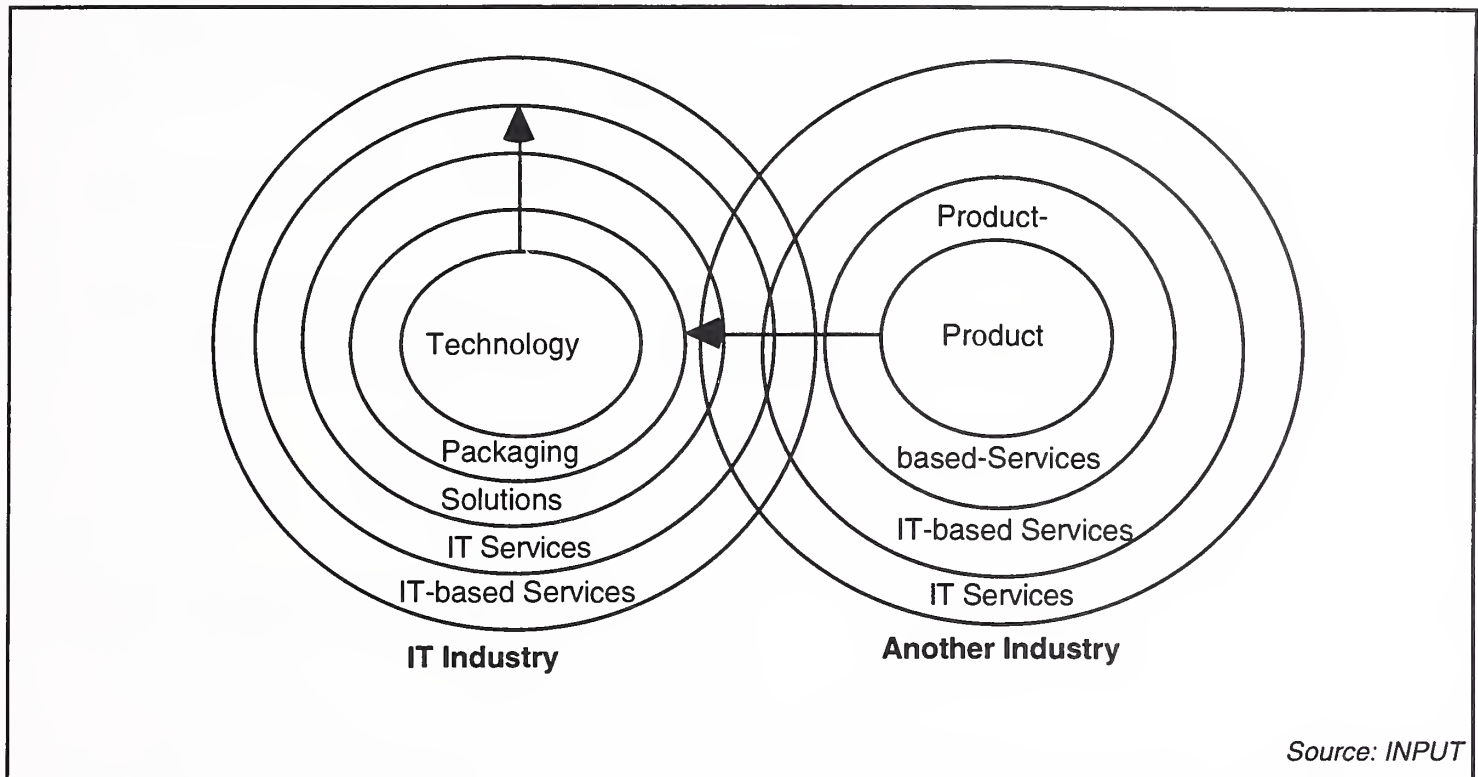 Technology
Packaging
Solutions
IT Services
IT-based Services
IT Industry
Product-
Product
based-Services
IT-based Services
IT Services
Another Industry
Source: INPUT